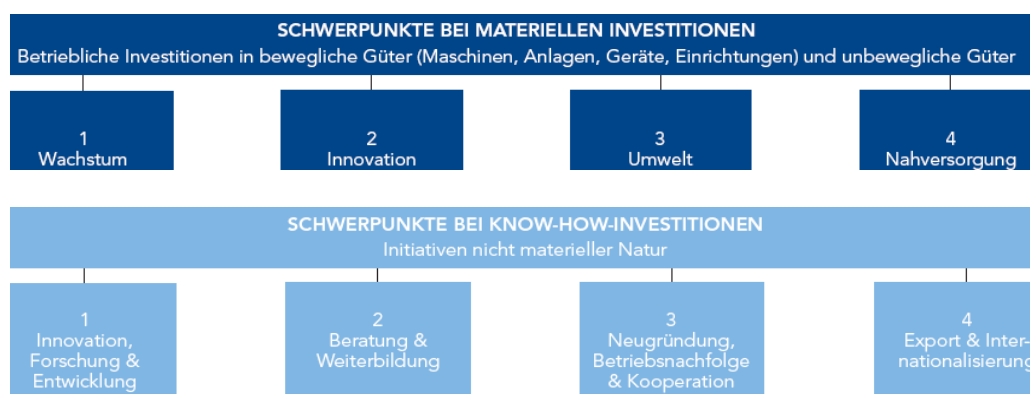 SCHWERPUNKTE BEI MATERIELLEN INVESTITIONEN
Betriebliche Investitionen in bewegliche Güter (Maschinen, Anlagen, Geräte, Einrichtungen) und unbewegliche Güter
1
Wachstum
2
Innovation
3
Umwelt
4
Nahversorgung
SCHWERPUNKTE BEI KNOW-HOW-INVESTITIONEN
Initiativen nicht materieller Natur
1
Innovation,
Forschung &
Entwicklung
2
Beratung &
Weiterbildung
3
Neugründung,
Betriebsnachfolge
& Kooperation
4
Export & Inter-
nationalisierung